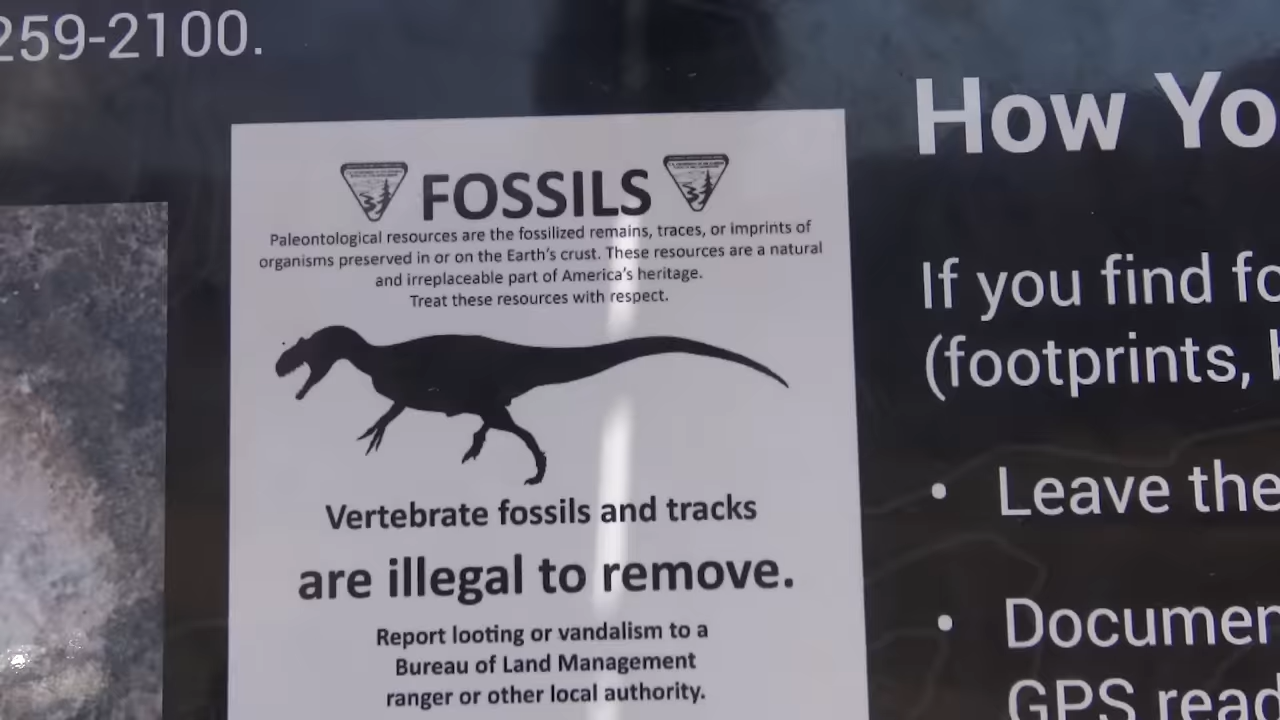 259-2100.
FOSSILS
Paleontological resources are the fossilized remains, traces, or imprints of
organisms preserved in or on the Earth's crust. These resources are a natural
and irreplaceable part of America's heritage.
Treat these resources with respect.
Vertebrate fossils and tracks
are illegal to remove.
Report looting or vandalism to a
Bureau of Land Management
ranger or other local authority.
How Yo
If you find fo
(footprints,
• Leave the
• Documen
GPS read